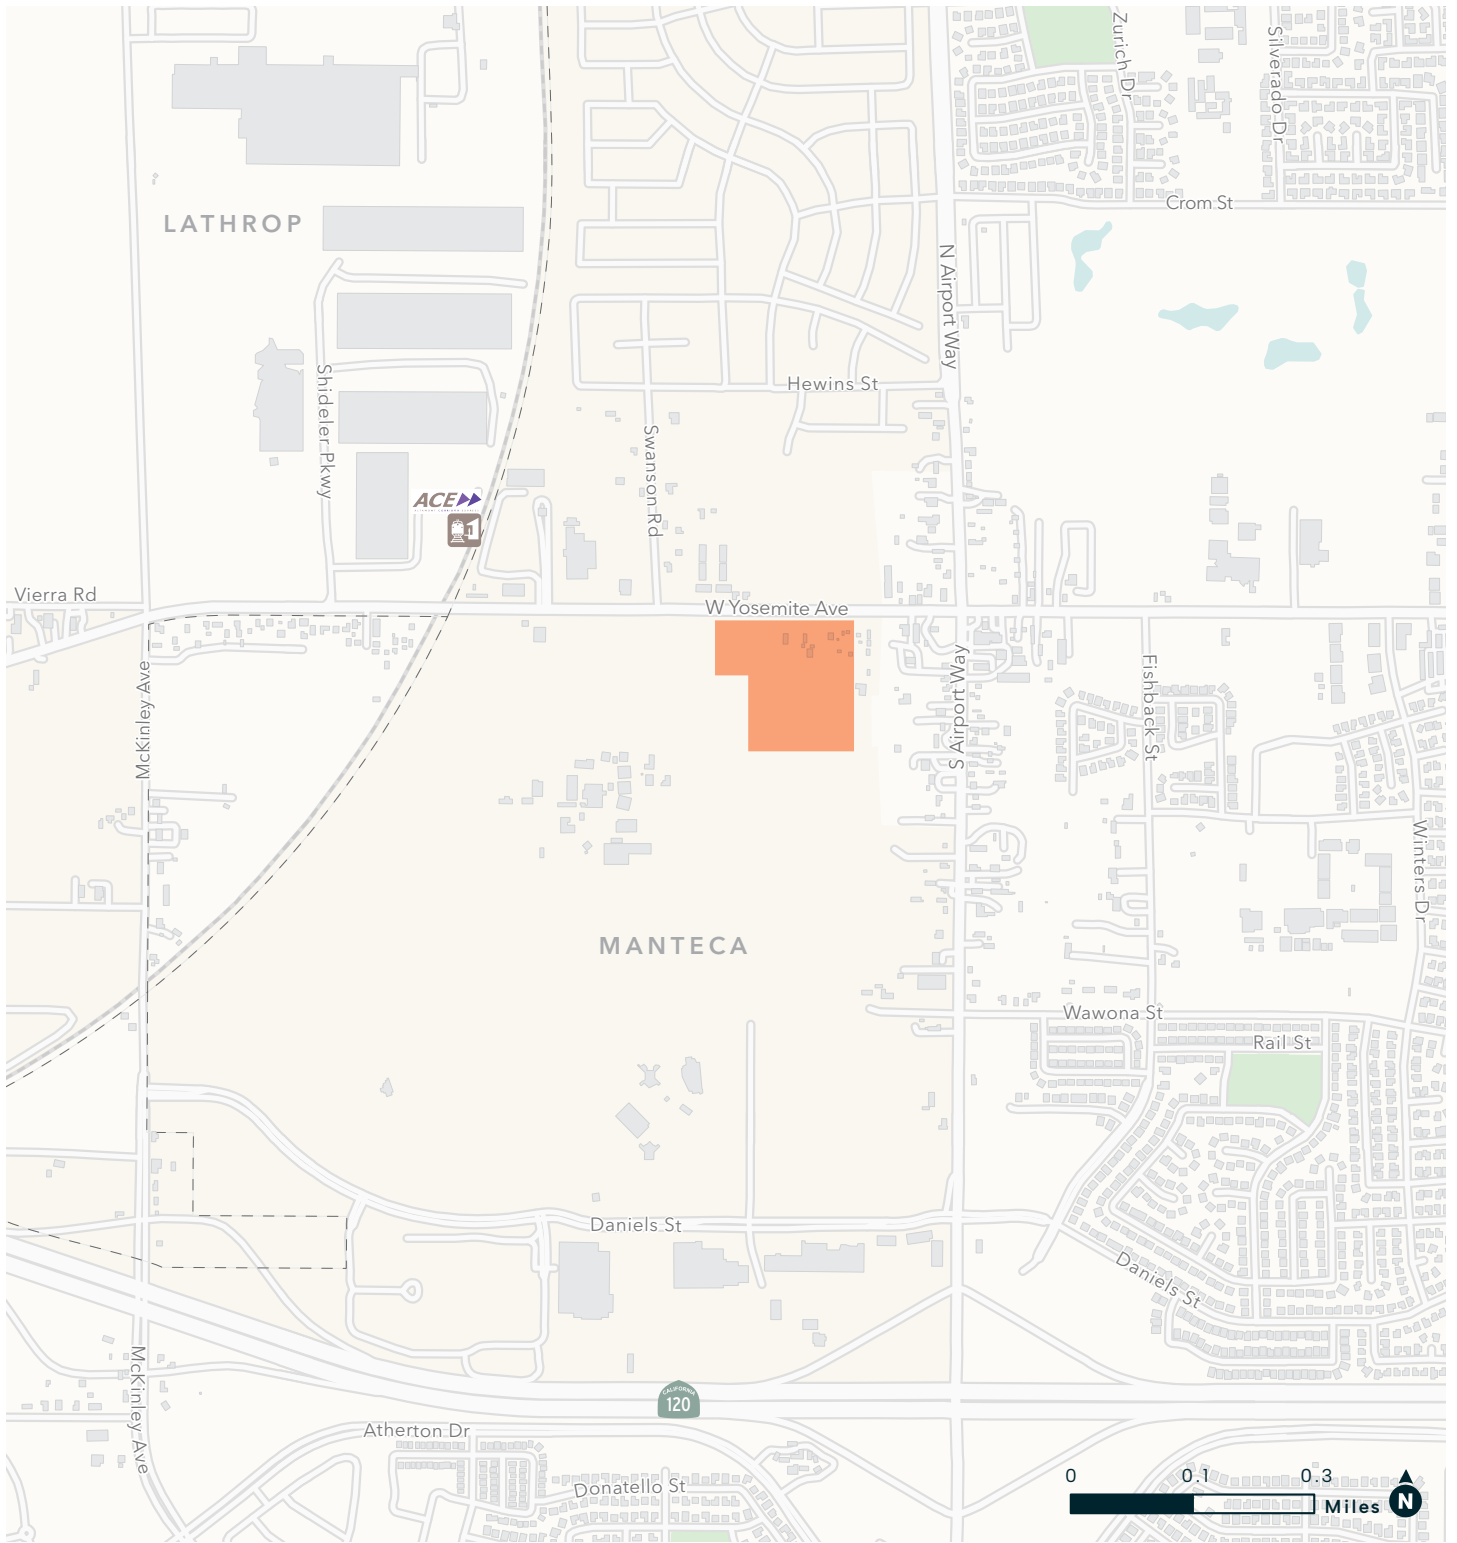 Zurich Dr
Silverado Dr
Crom St
LATHROP
N Airport Way
Hewins St
Shideler Pkwy
Swanson Rd
ACE
Vierra Rd
W Yosemite Ave
McKinley Ave
S Airport Way
Fishback St
Winters Dr
MANTECA
Wawona St
Rail St
Daniels St
Daniels St
McKinley Ave
CALIFORNIA
120
Atherton Dr
Donatello St
0 0.1 0.3
Miles N